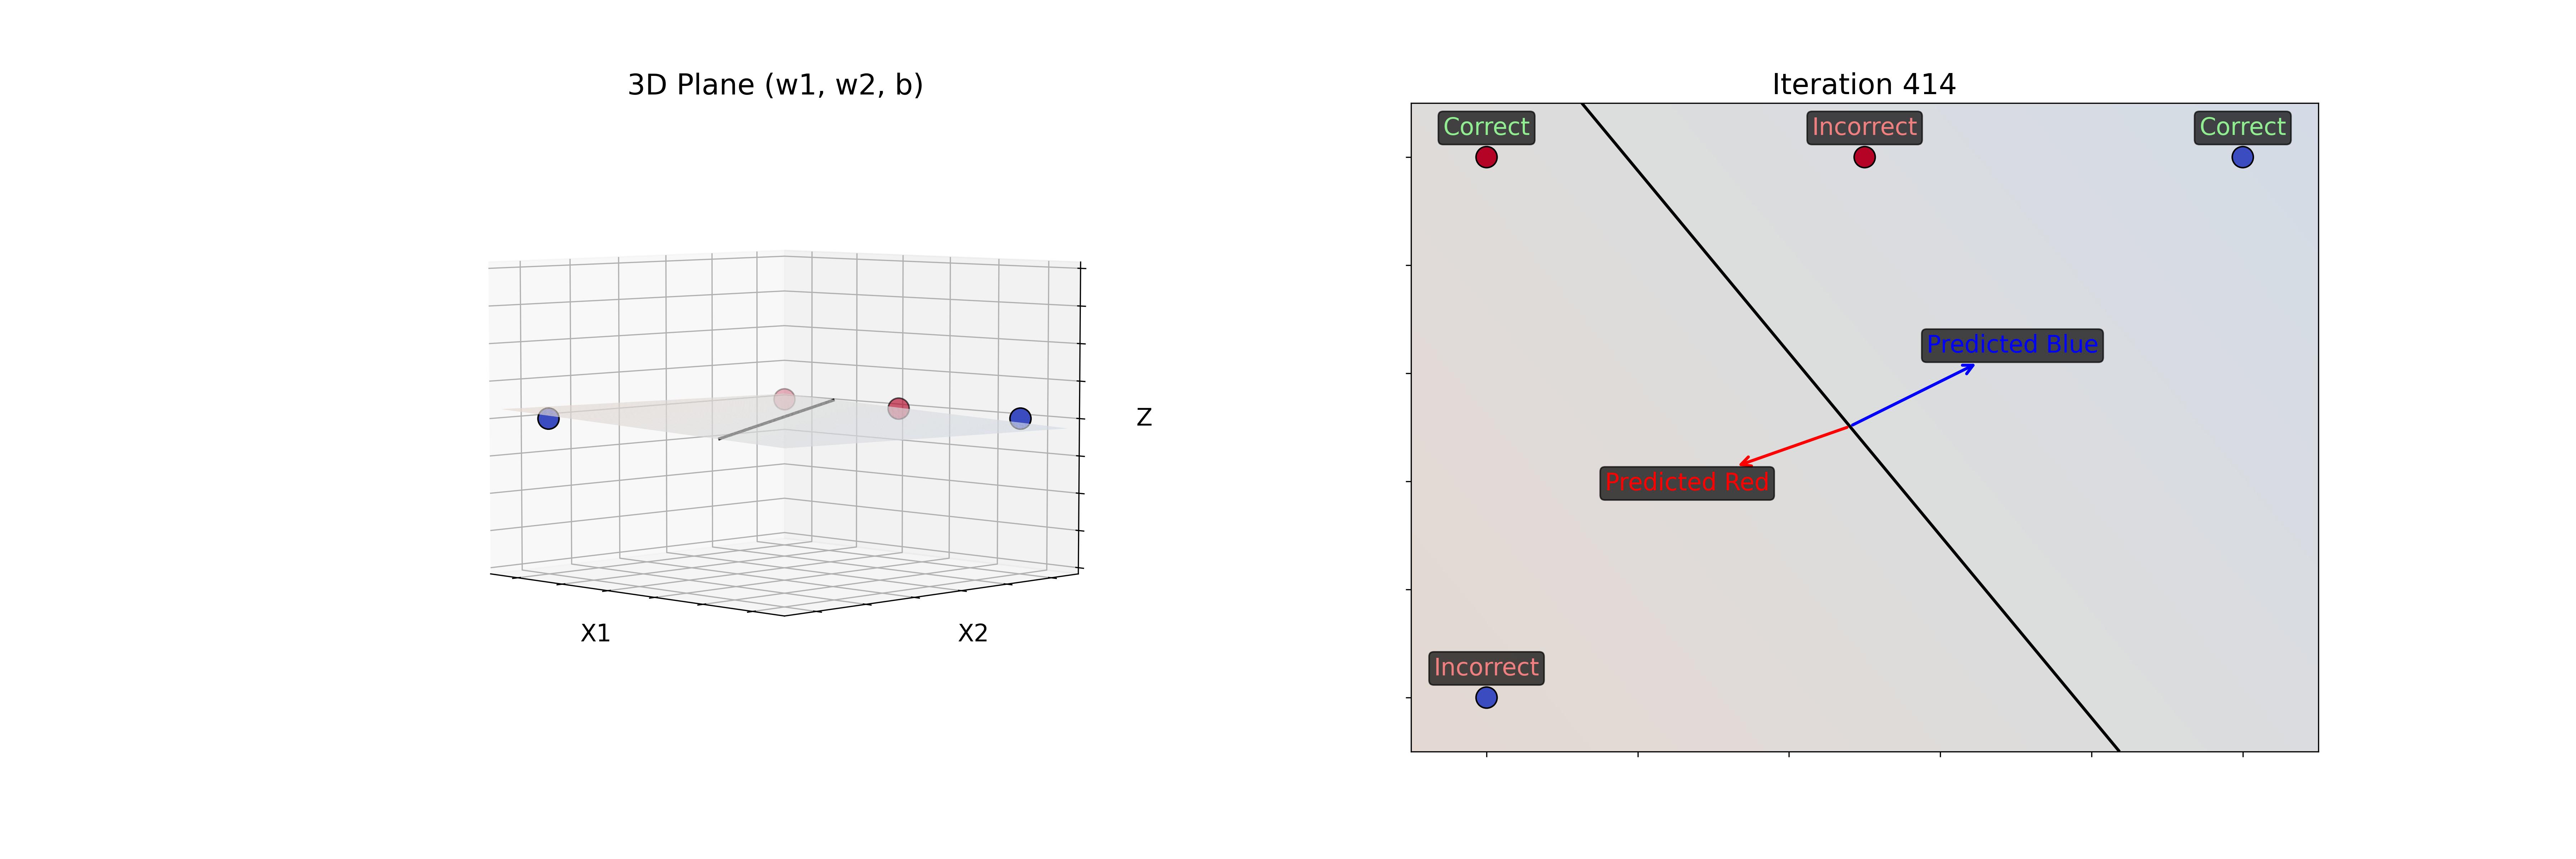 3D Plane (w1, w2, b)
X1
X2
Z
Iteration 414
Correct
Incorrect
Correct
Predicted Blue
Predicted Red
Incorrect